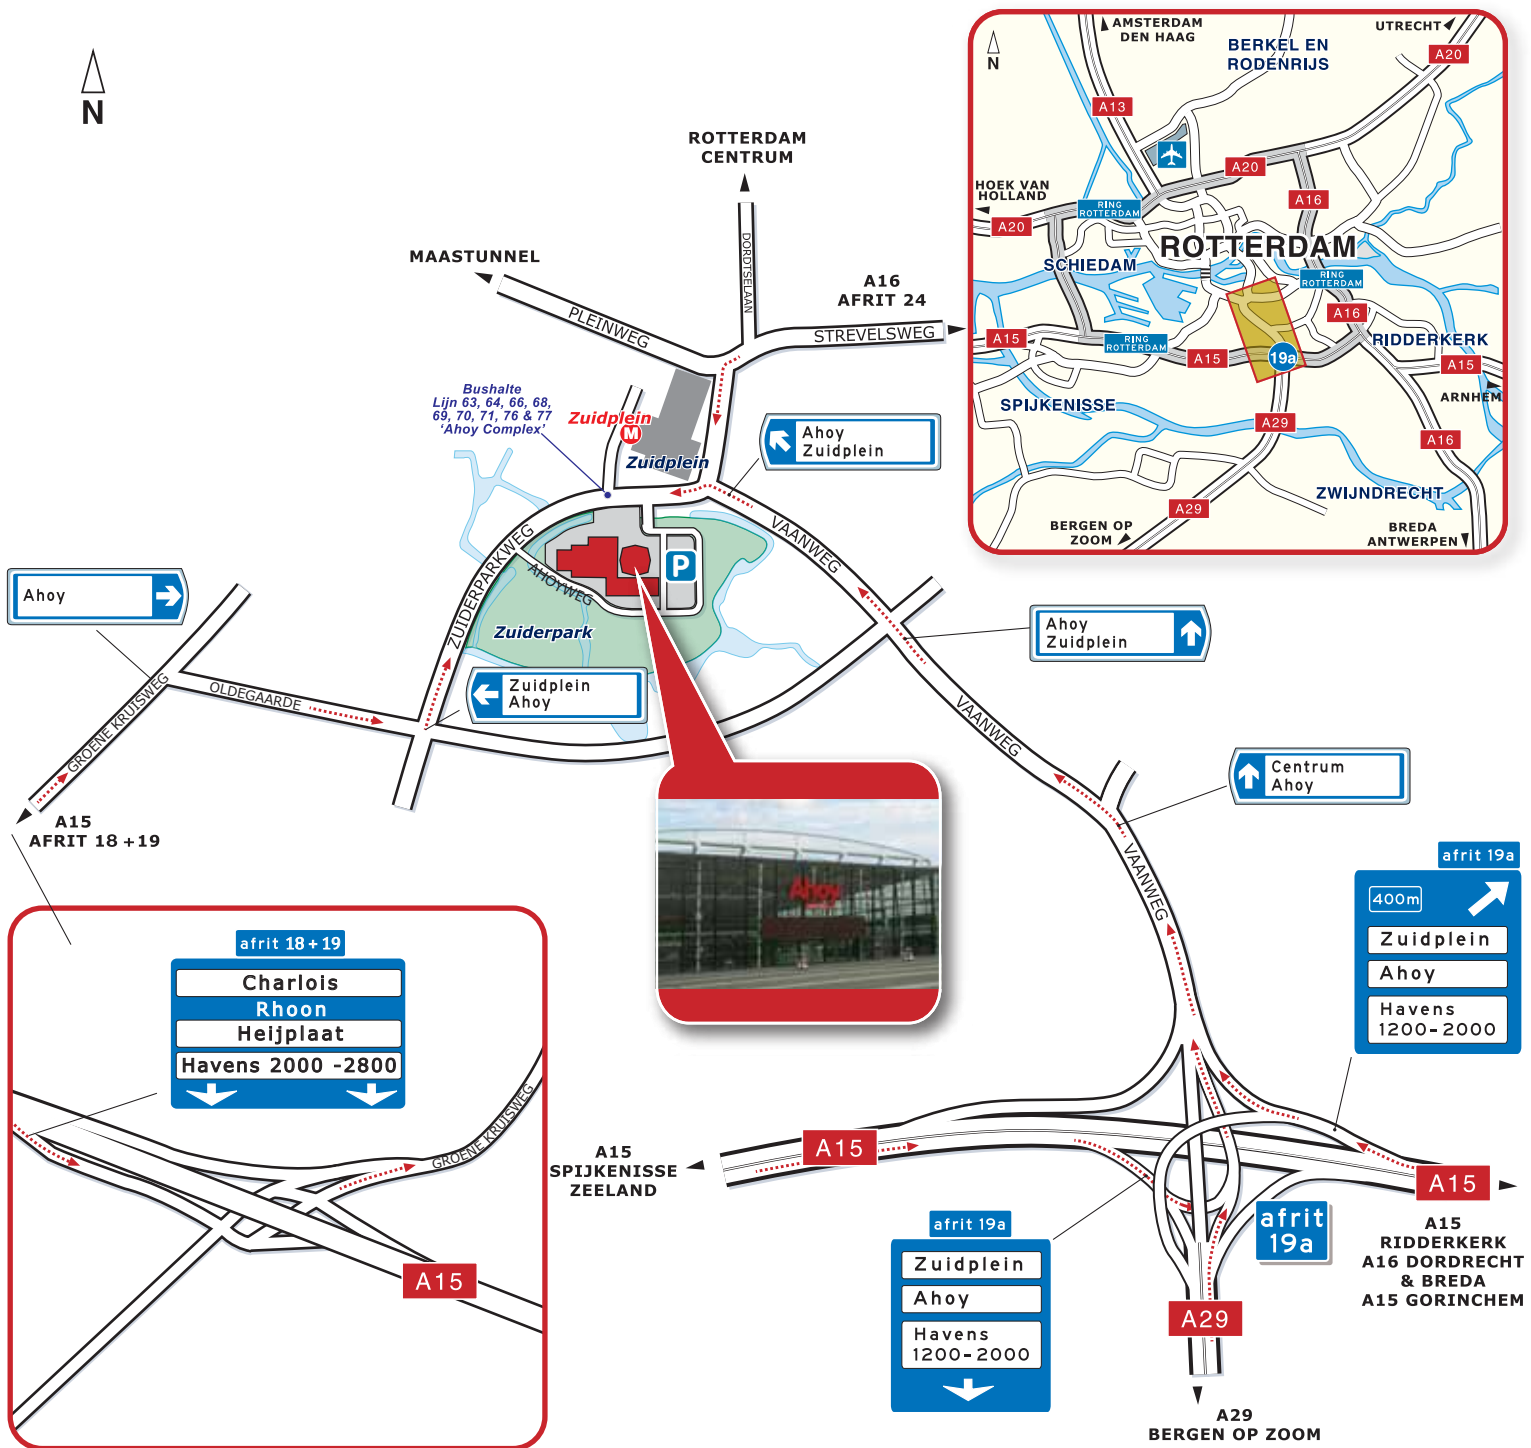 N
ROTTERDAM
CENTRUM
MAASTUNNEL
PLEINWEG
DORDTSELAAN
A16
AFRIT 24
STREVELSWEG
Bushalte
Lijn 63, 64, 66, 68,
69, 70, 71, 76 & 77
‘Ahoy Complex’
Zuidplein
M
Zuidplein
Ahoy
Zuidplein
VAANWEG
ZUIDERPARKWEG
AHOYWEG
P
Zuiderpark
Ahoy
GROENE KRUISWEG
OLDEGAARDE
Zuidplein
Ahoy
A15
AFRIT 18 +19
Ahoy
Zuidplein
VAANWEG
Centrum
Ahoy
VAANWEG
Ahoy
afrit 19a
400m
Zuidplein
Ahoy
Havens
1200-2000
afrit 18 + 19
Charlois
Rhoon
Heijplaat
Havens 2000 -2800
GROENE KRUISWEG
A15
A15
SPIJKENISSE
ZEELAND
A15
A15
afrit
19a
A15
RIDDERKERK
A16 DORDRECHT
& BREDA
A15 GORINCHEM
afrit 19a
Zuidplein
Ahoy
Havens
1200-2000
A29
A29
BERGEN OP ZOOM
AMSTERDAM
DEN HAAG
UTRECHT
N
BERKEL EN
RODENRIJS
A20
A13
A20
HOEK VAN
HOLLAND
RING
ROTTERDAM
A16
A20
ROTTERDAM
SCHIEDAM
RING
ROTTERDAM
A16
A15
RING
ROTTERDAM
A15
19a
RIDDERKERK
A15
ARNHEM
SPIJKENISSE
A29
A16
ZWIJNDRECHT
A29
BERGEN OP
ZOOM
BREDA
ANTWERPEN